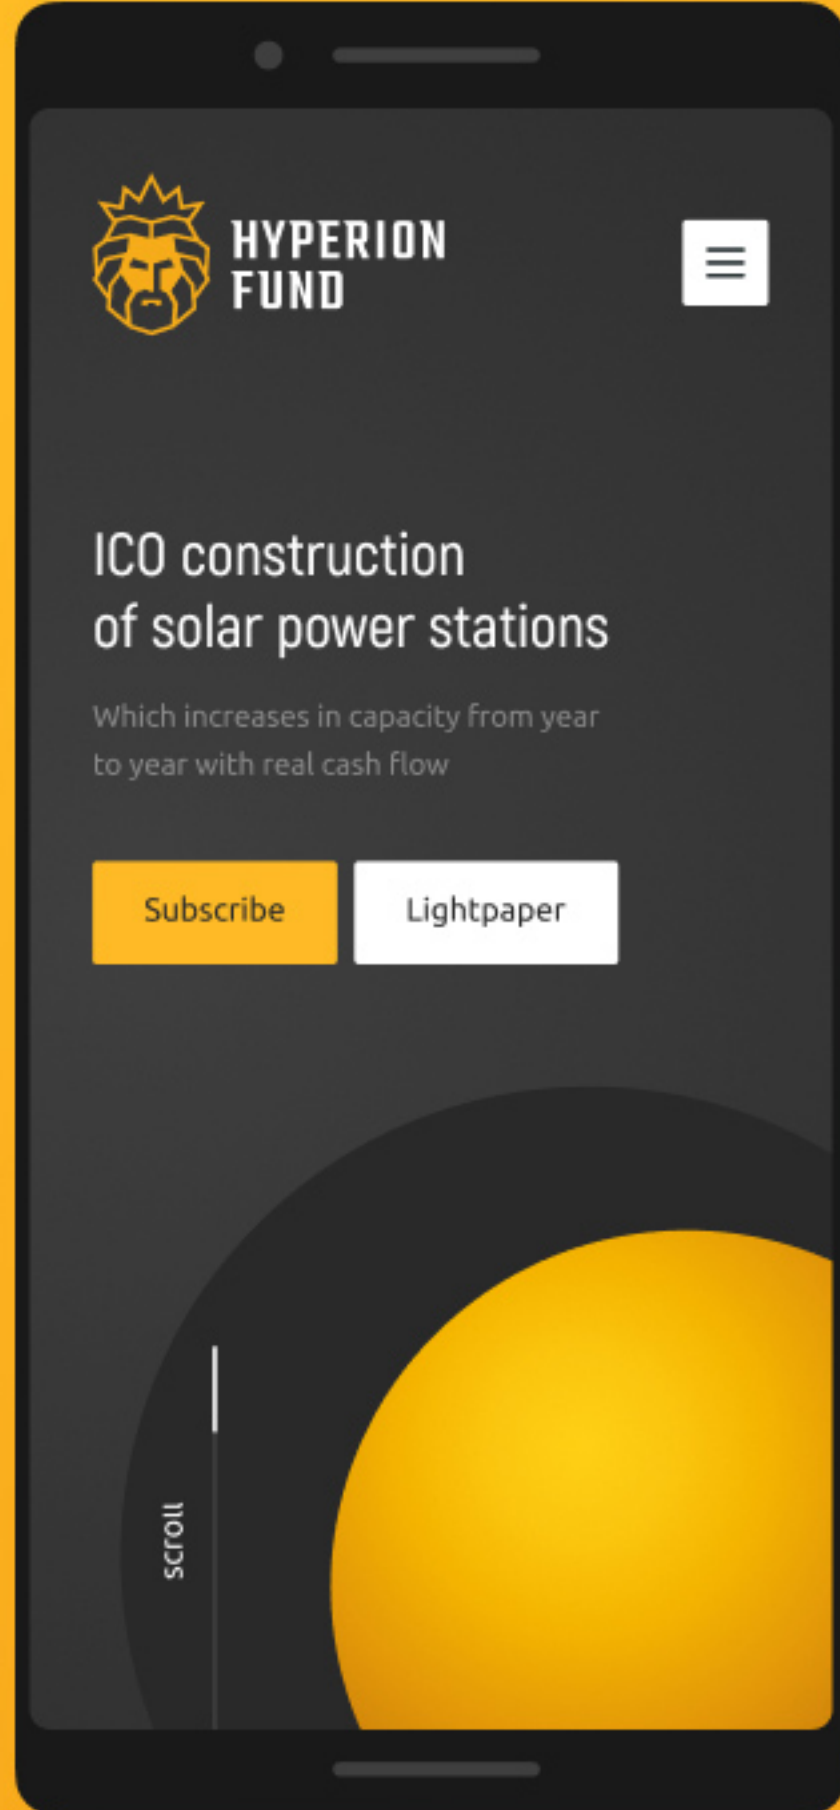 HYPERION
FUND
ICO construction
of solar power stations
Which increases in capacity from year
to year with real cash flow
Subscribe
Lightpaper
scroll